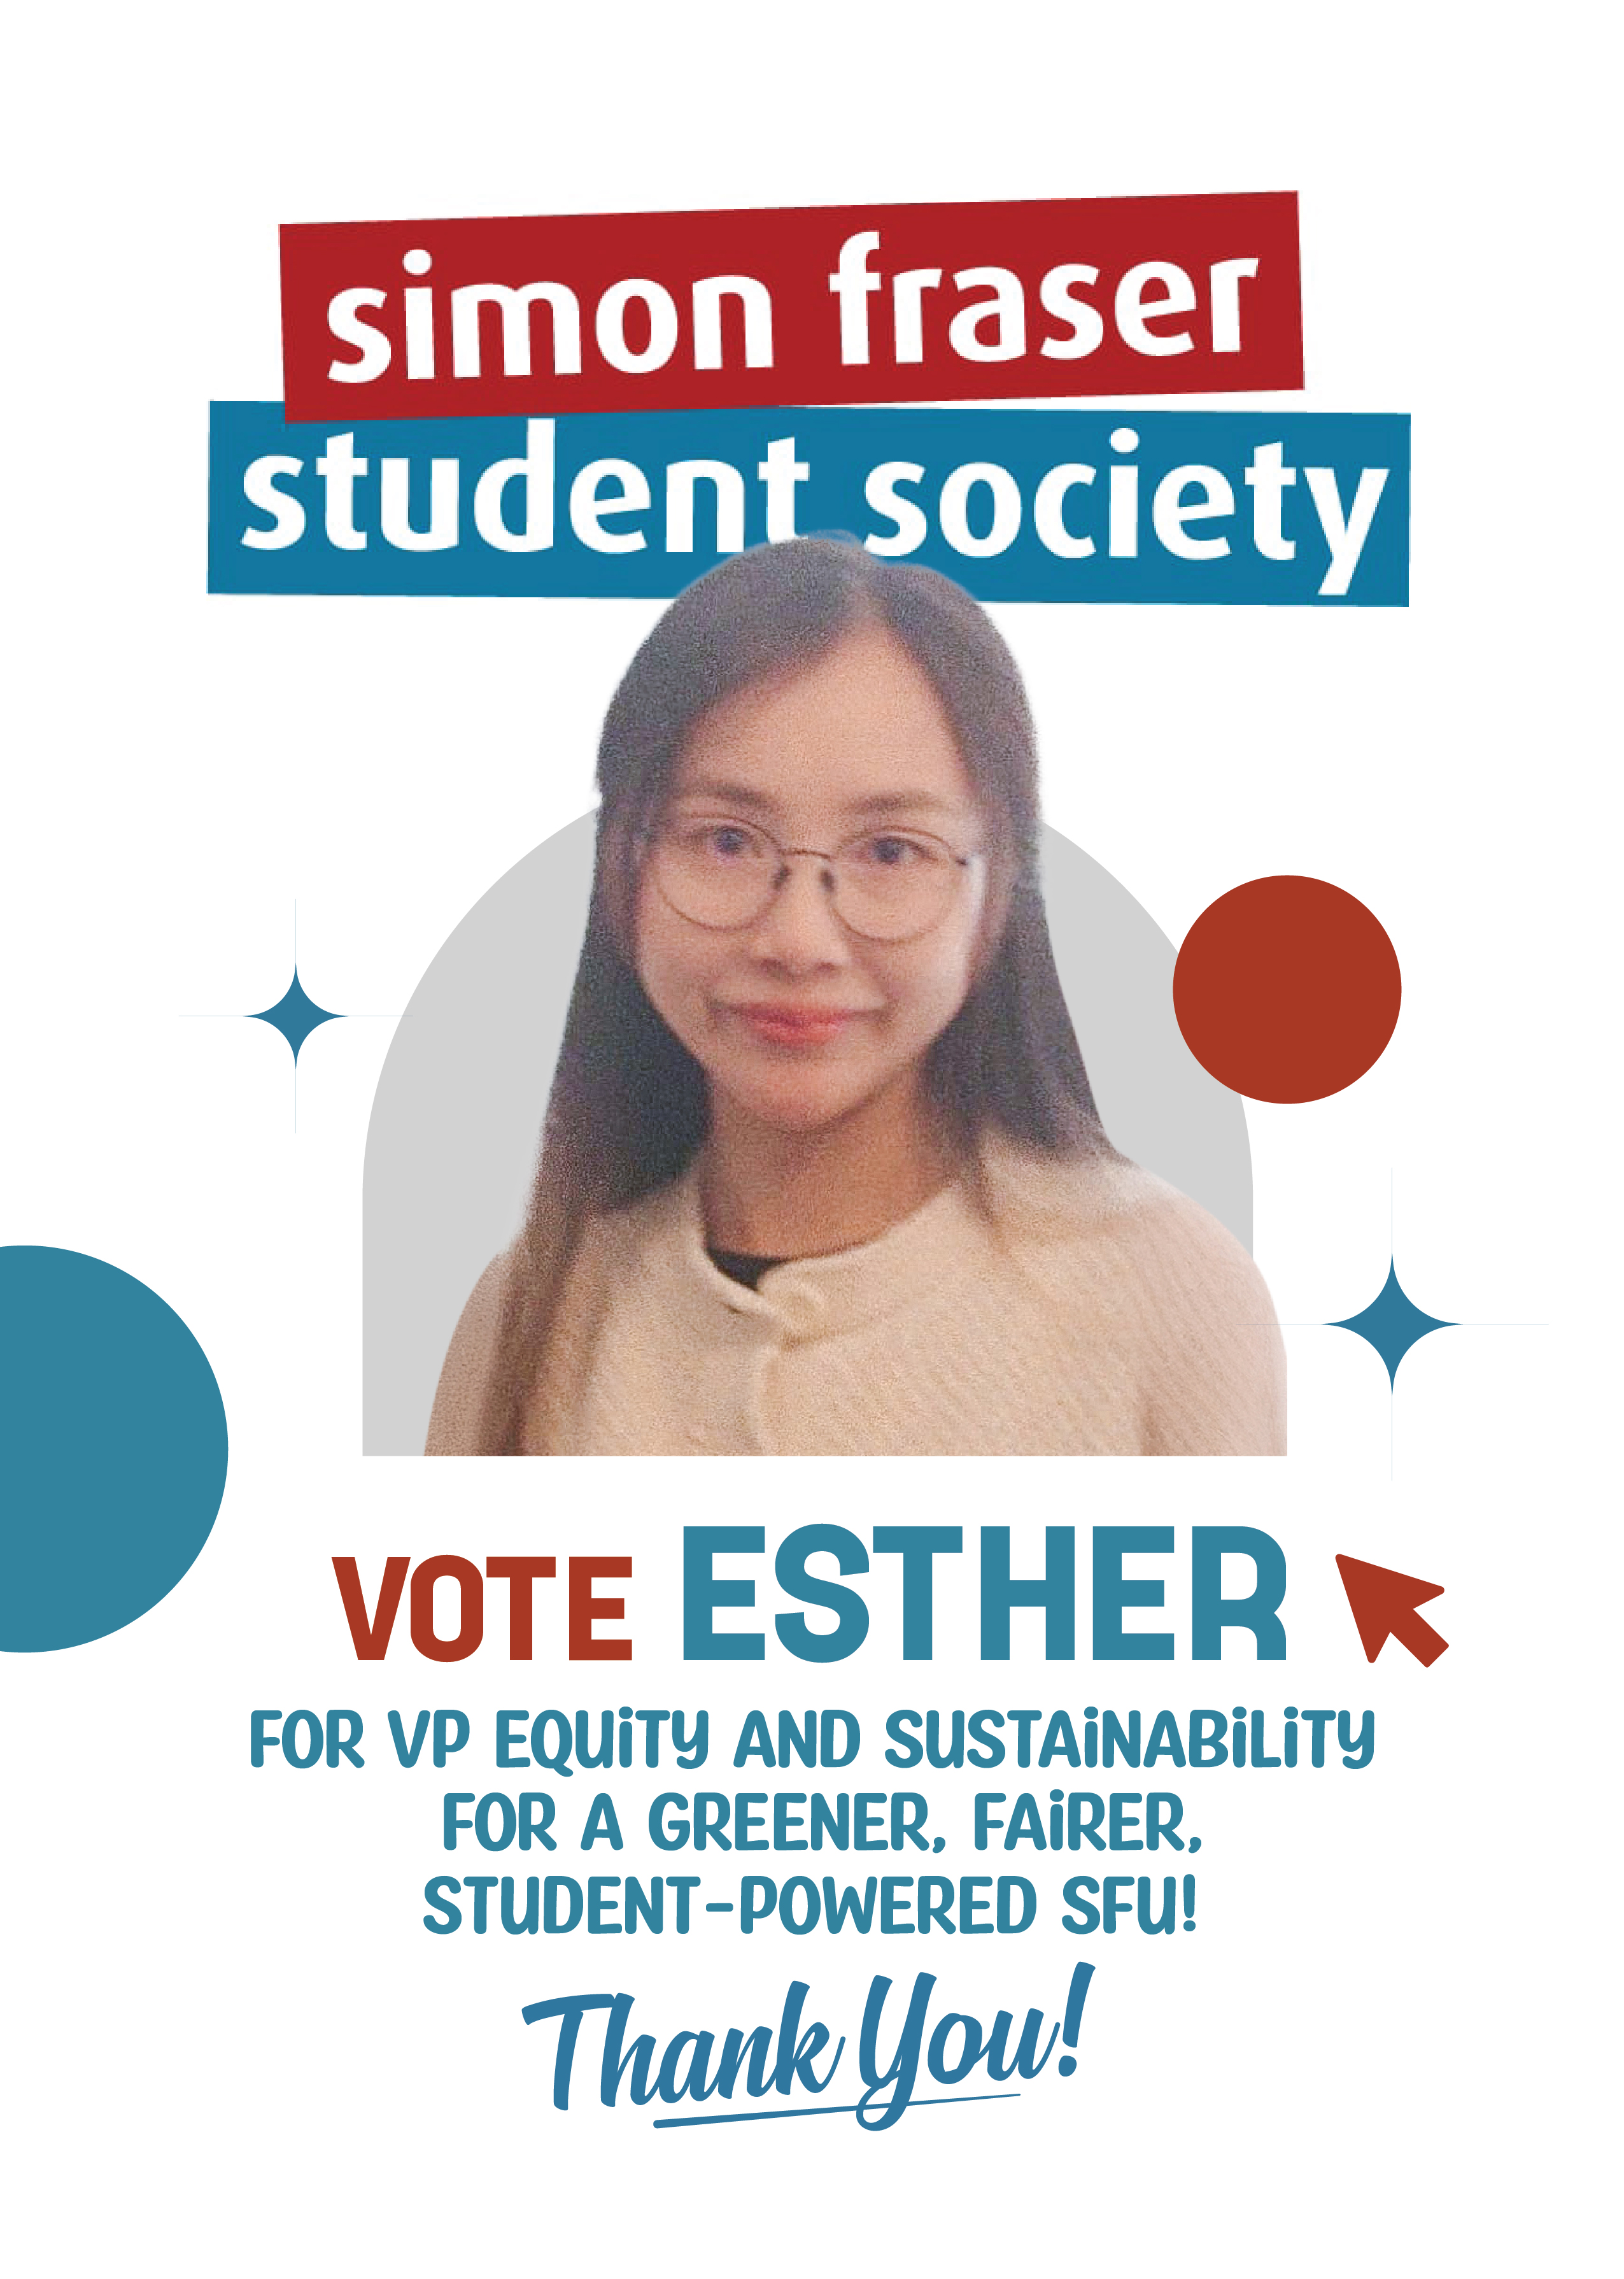 simon fraser
student society
VOTE ESTHER
FOR VP EQUiTY AND SUSTAiNABiLiTY
FOR A GREENER, FAiRER,
STUDENT-POWERED SFU!
Thank You!